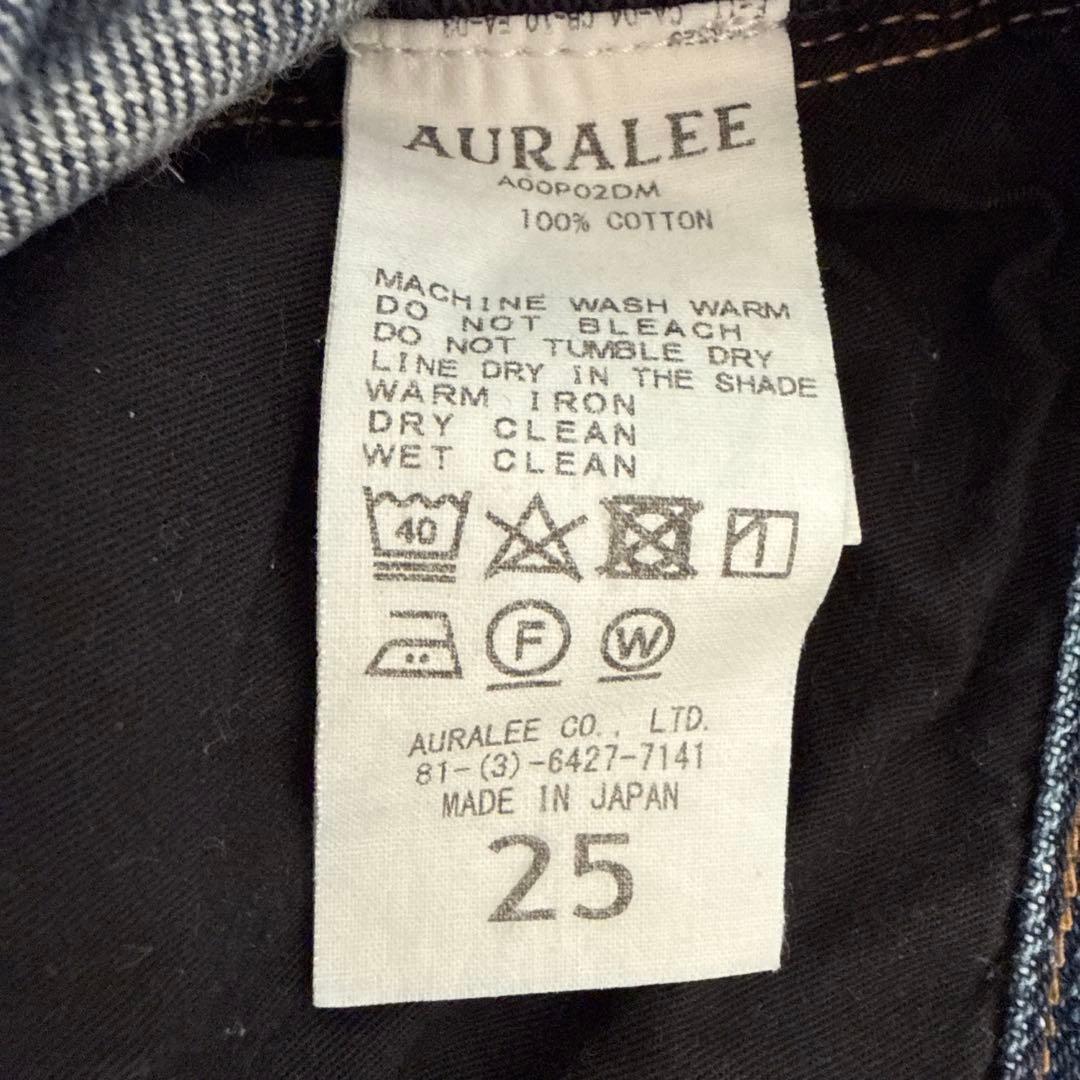 AURALEE
A00P02DM
100% COTTON
MACHINE WASH WARM
DO NOT BLEACH
DO NOT TUMBLE DRY
LINE DRY IN THE SHADE
WARM IRON
DRY CLEAN
WET CLEAN
40
F W
AURALEE CO., LTD.
81-(3)-6427-7141
MADE IN JAPAN
25